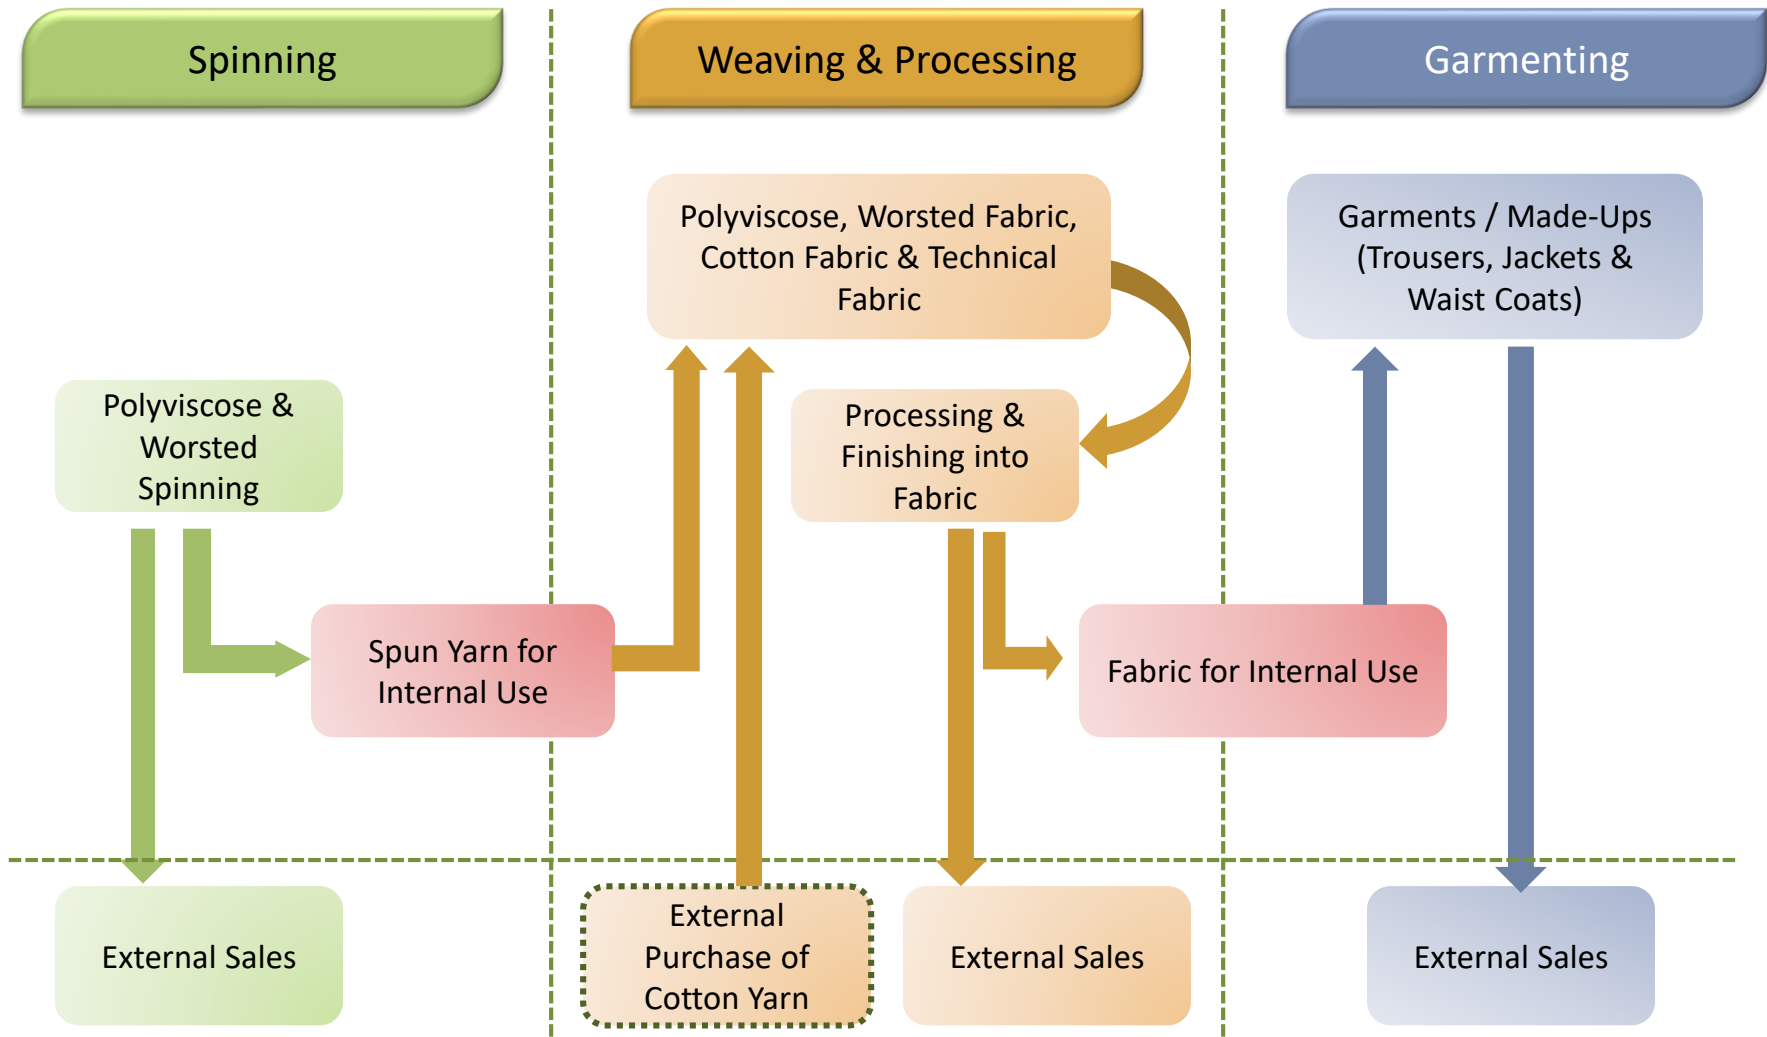 Spinning
Weaving & Processing
Garmenting
Polyviscose, Worsted Fabric,
Cotton Fabric & Technical
Fabric
Garments / Made-Ups
(Trousers, Jackets &
Waist Coats)
Polyviscose &
Worsted
Spinning
Processing &
Finishing into
Fabric
Spun Yarn for
Internal Use
Fabric for Internal Use
External Sales
External
Purchase of
Cotton Yarn
External Sales
External Sales